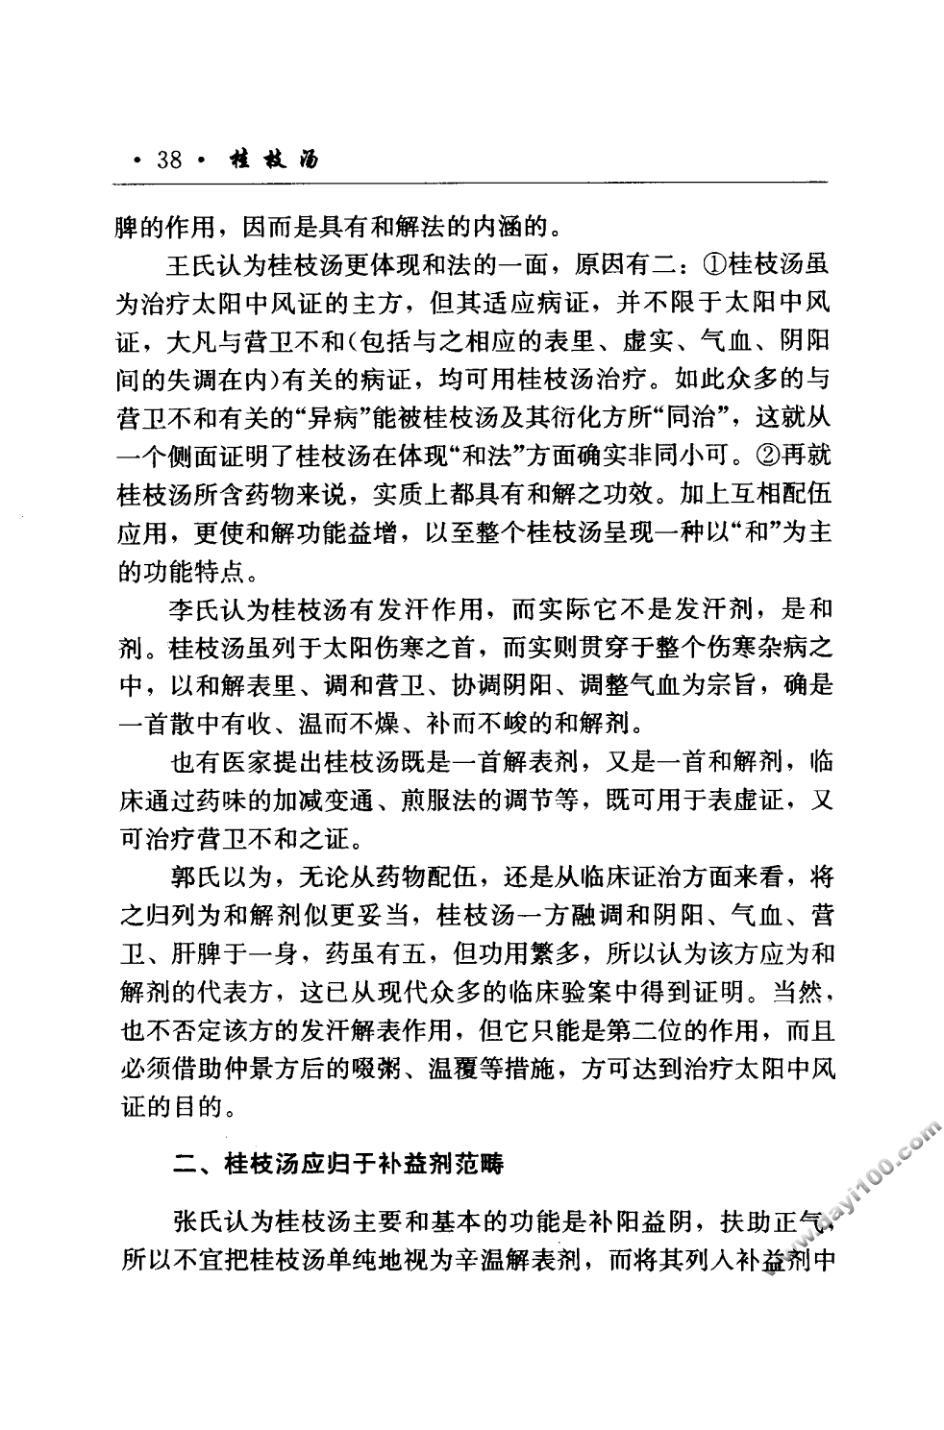 ·38· 桂枝汤
脾的作用，因而是具有和解法的内涵的。
王氏认为桂枝汤更体现和法的一面，原因有二：①桂枝汤虽
为治疗太阳中风证的主方，但其适应病证，并不限于太阳中风
证，大凡与营卫不和(包括与之相应的表里、虚实、气血、阴阳
间的失调在内)有关的病证，均可用桂枝汤治疗。如此众多的与
营卫不和有关的“异病”能被桂枝汤及其衍化方所“同治”，这就从
一个侧面证明了桂枝汤在体现“和法”方面确实非同小可。②再就
桂枝汤所含药物来说，实质上都具有和解之功效。加上互相配伍
应用，更使和解功能益增，以至整个桂枝汤呈现一种以“和”为主
的功能特点。
李氏认为桂枝汤有发汗作用，而实际它不是发汗剂，是和
剂。桂枝汤虽列于太阳伤寒之首，而实则贯穿于整个伤寒杂病之
中，以和解表里、调和营卫、协调阴阳、调整气血为宗旨，确是
一首散中有收、温而不燥、补而不峻的和解剂。
也有医家提出桂枝汤既是一首解表剂，又是一首和解剂，临
床通过药味的加减变通、煎服法的调节等，既可用于表虚证，又
可治疗营卫不和之证。
郭氏以为，无论从药物配伍，还是从临床证治方面来看，将
之归列为和解剂似更妥当，桂枝汤一方融调和阴阳、气血、营
卫、肝脾于一身，药虽有五，但功用繁多，所以认为该方应为和
解剂的代表方，这已从现代众多的临床验案中得到证明。当然，
也不否定该方的发汗解表作用，但它只能是第二位的作用，而且
必须借助仲景方后的啜粥、温覆等措施，方可达到治疗太阳中风
证的目的。
二、桂枝汤应归于补益剂范畴
张氏认为桂枝汤主要和基本的功能是补阳益阴，扶助正气，
所以不宜把桂枝汤单纯地视为辛温解表剂，而将其列入补益剂中
www.dayi100.com